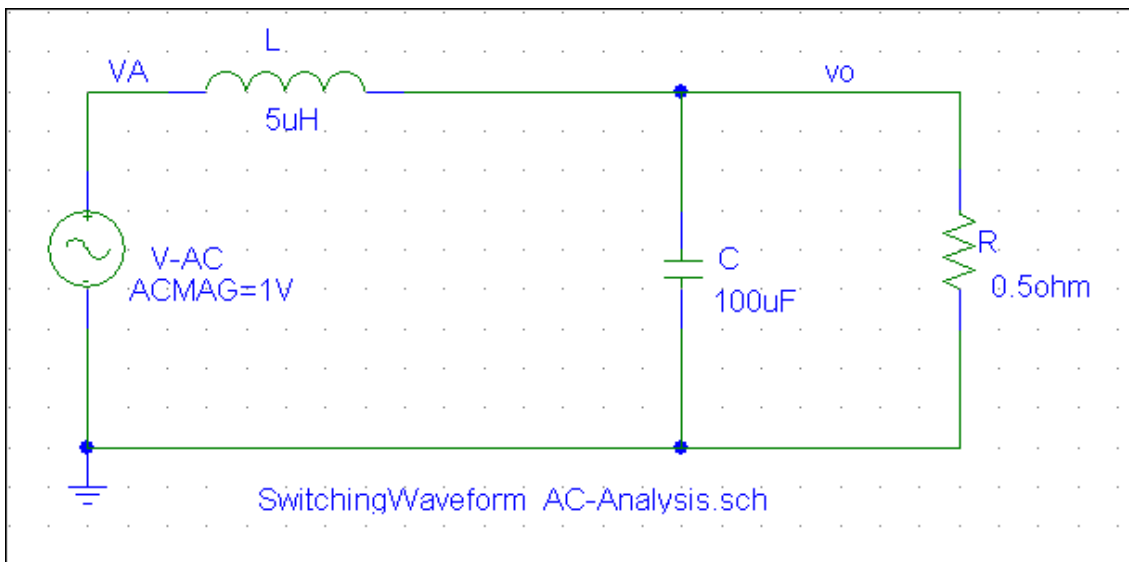 L
VA
vo
5uH
R
V-AC
C
ACMAG=1V
0.5ohm
100uF
SwitchingWaveform AC-Analysis.sch